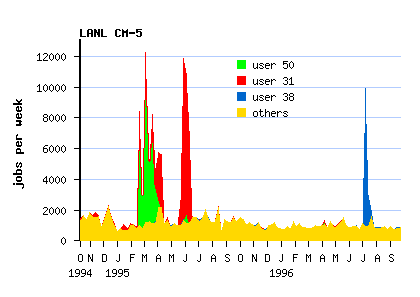 LANL CM-5
12000
10000
8000
6000
4000
2000
0
jobs per week
user 50
user 31
user 38
others
O N D J F M A M J J A S O N D J F M A M J J A S
1994 1995 1996